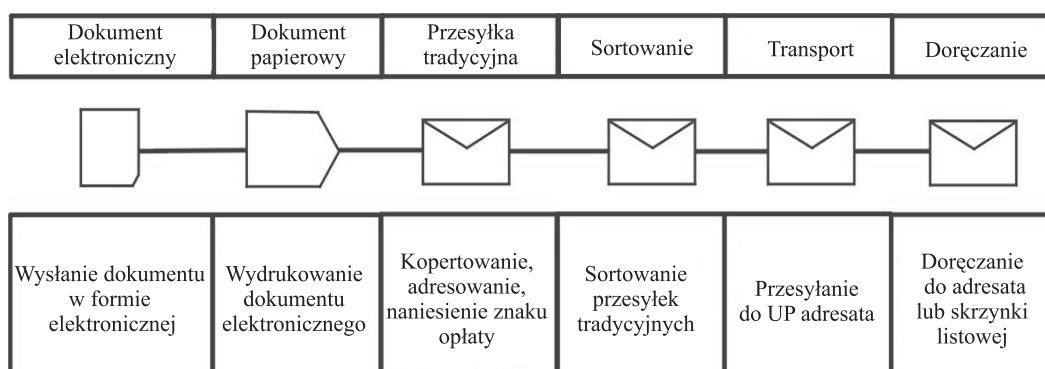 Dokument
elektroniczny
Dokument
papierowy
Przesyłka
tradycyjna
Sortowanie
Transport
Doręczanie
Wysłanie dokumentu
w formie
elektronicznej
Wydrukowanie
dokumentu
elektronicznego
Kopertowanie,
adresowanie,
naniesienie znaku
opłaty
Sortowanie
przesyłek
tradycyjnych
Przesyłanie
do UP adresata
Doręczanie
do adresata
lub skrzynki
listowej